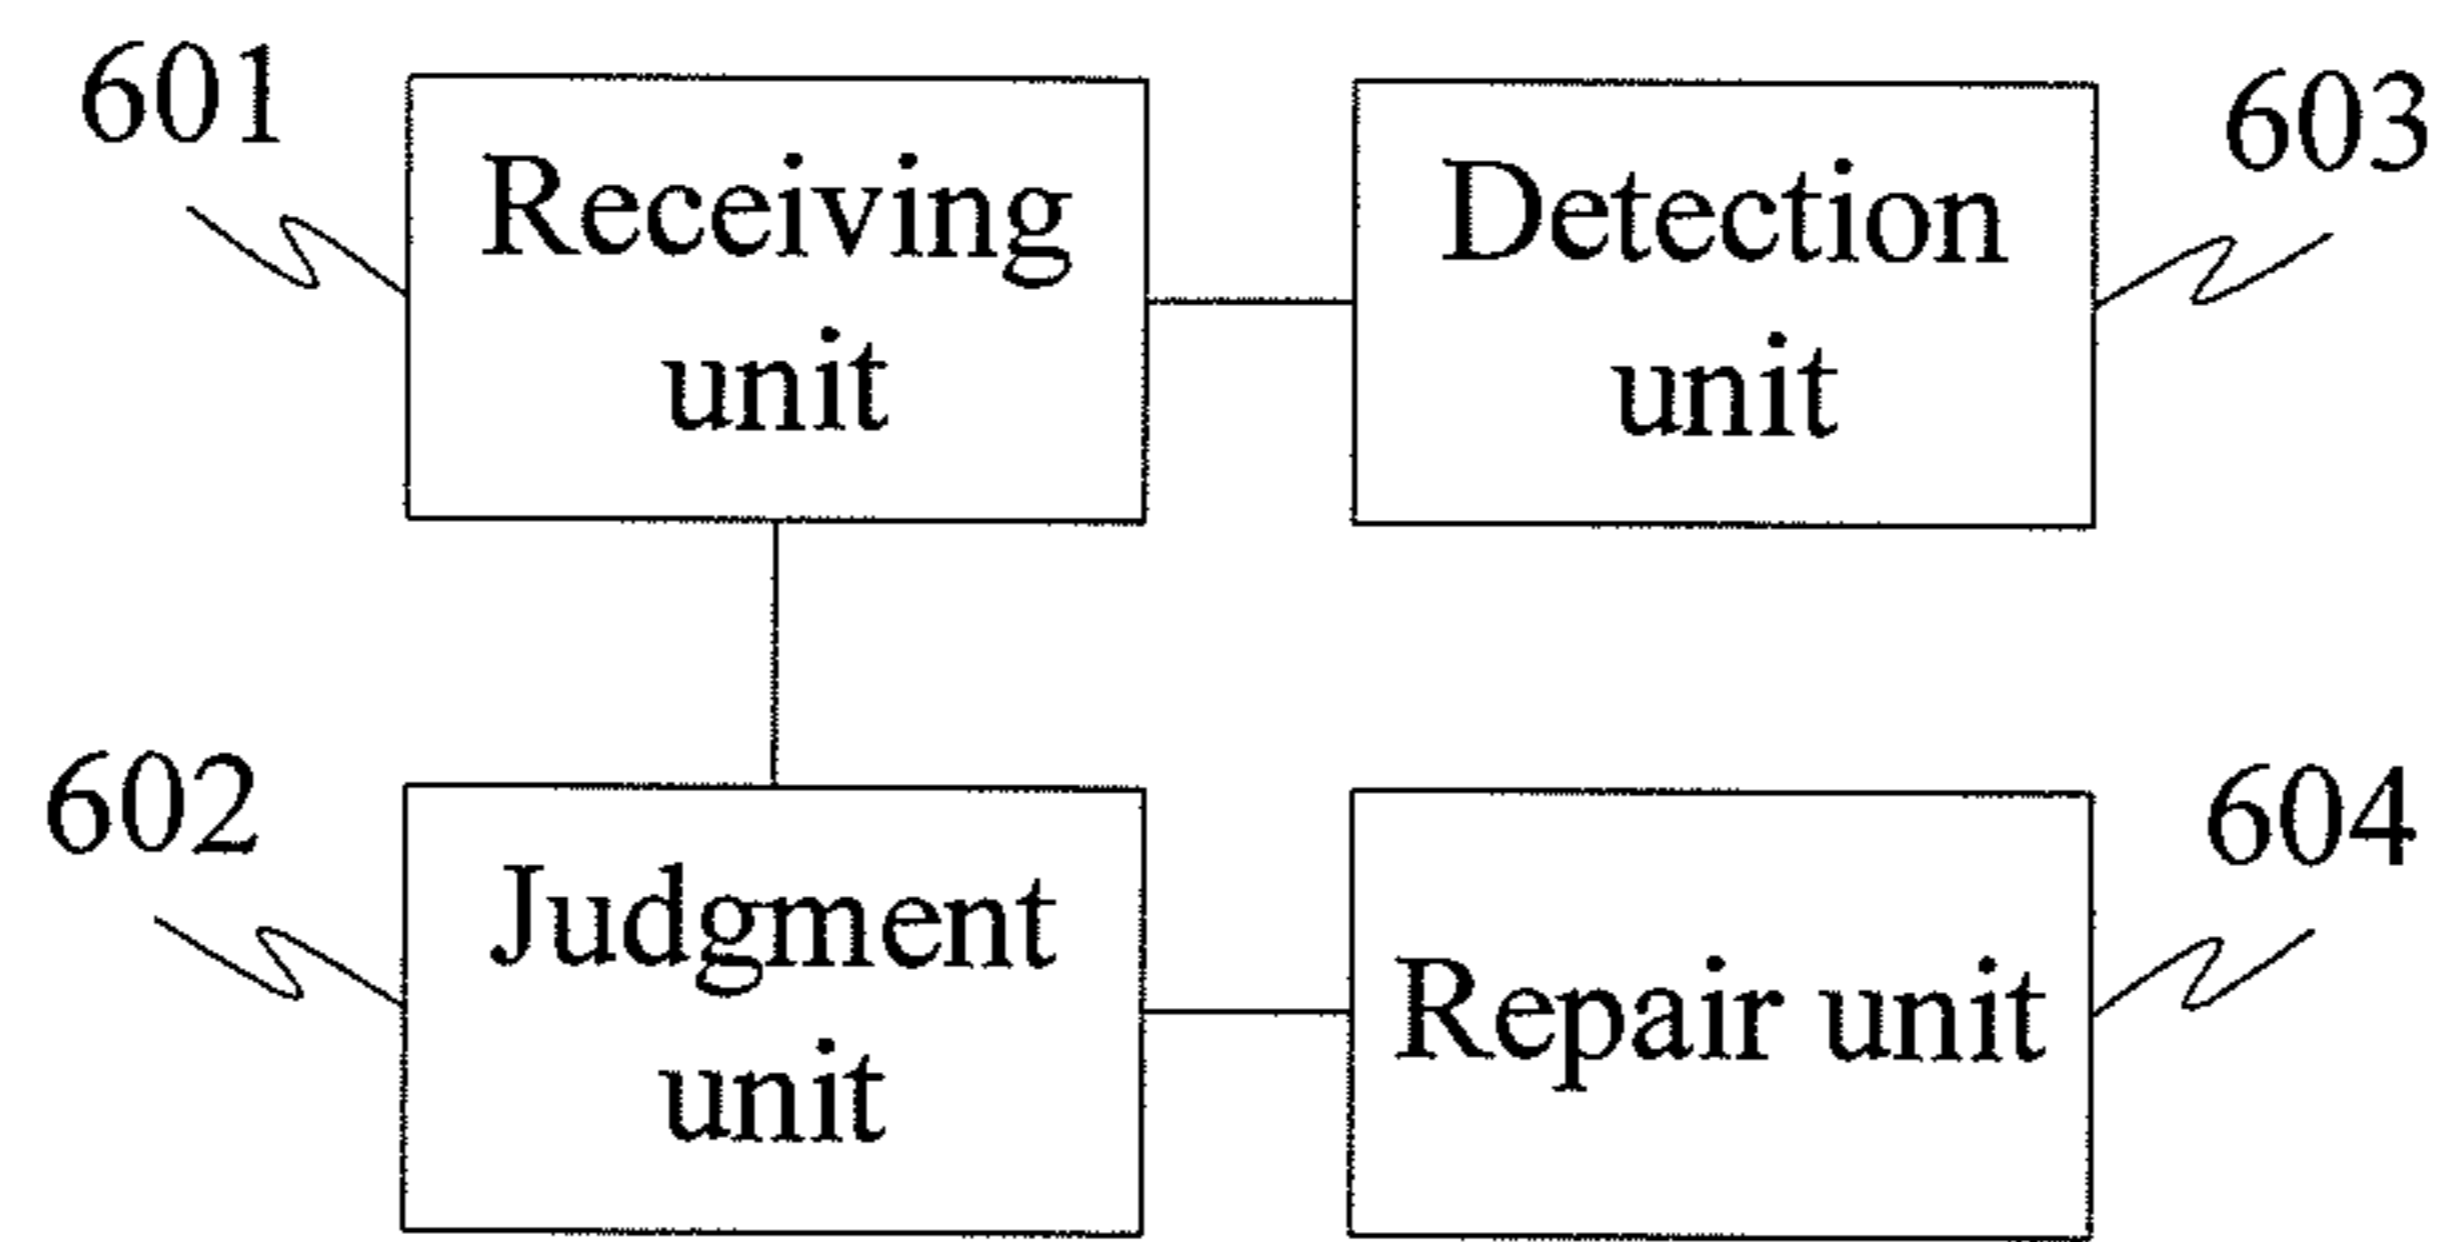 601
Receiving
unit
Detection
unit
603
602
Judgment
unit
Repair unit
604